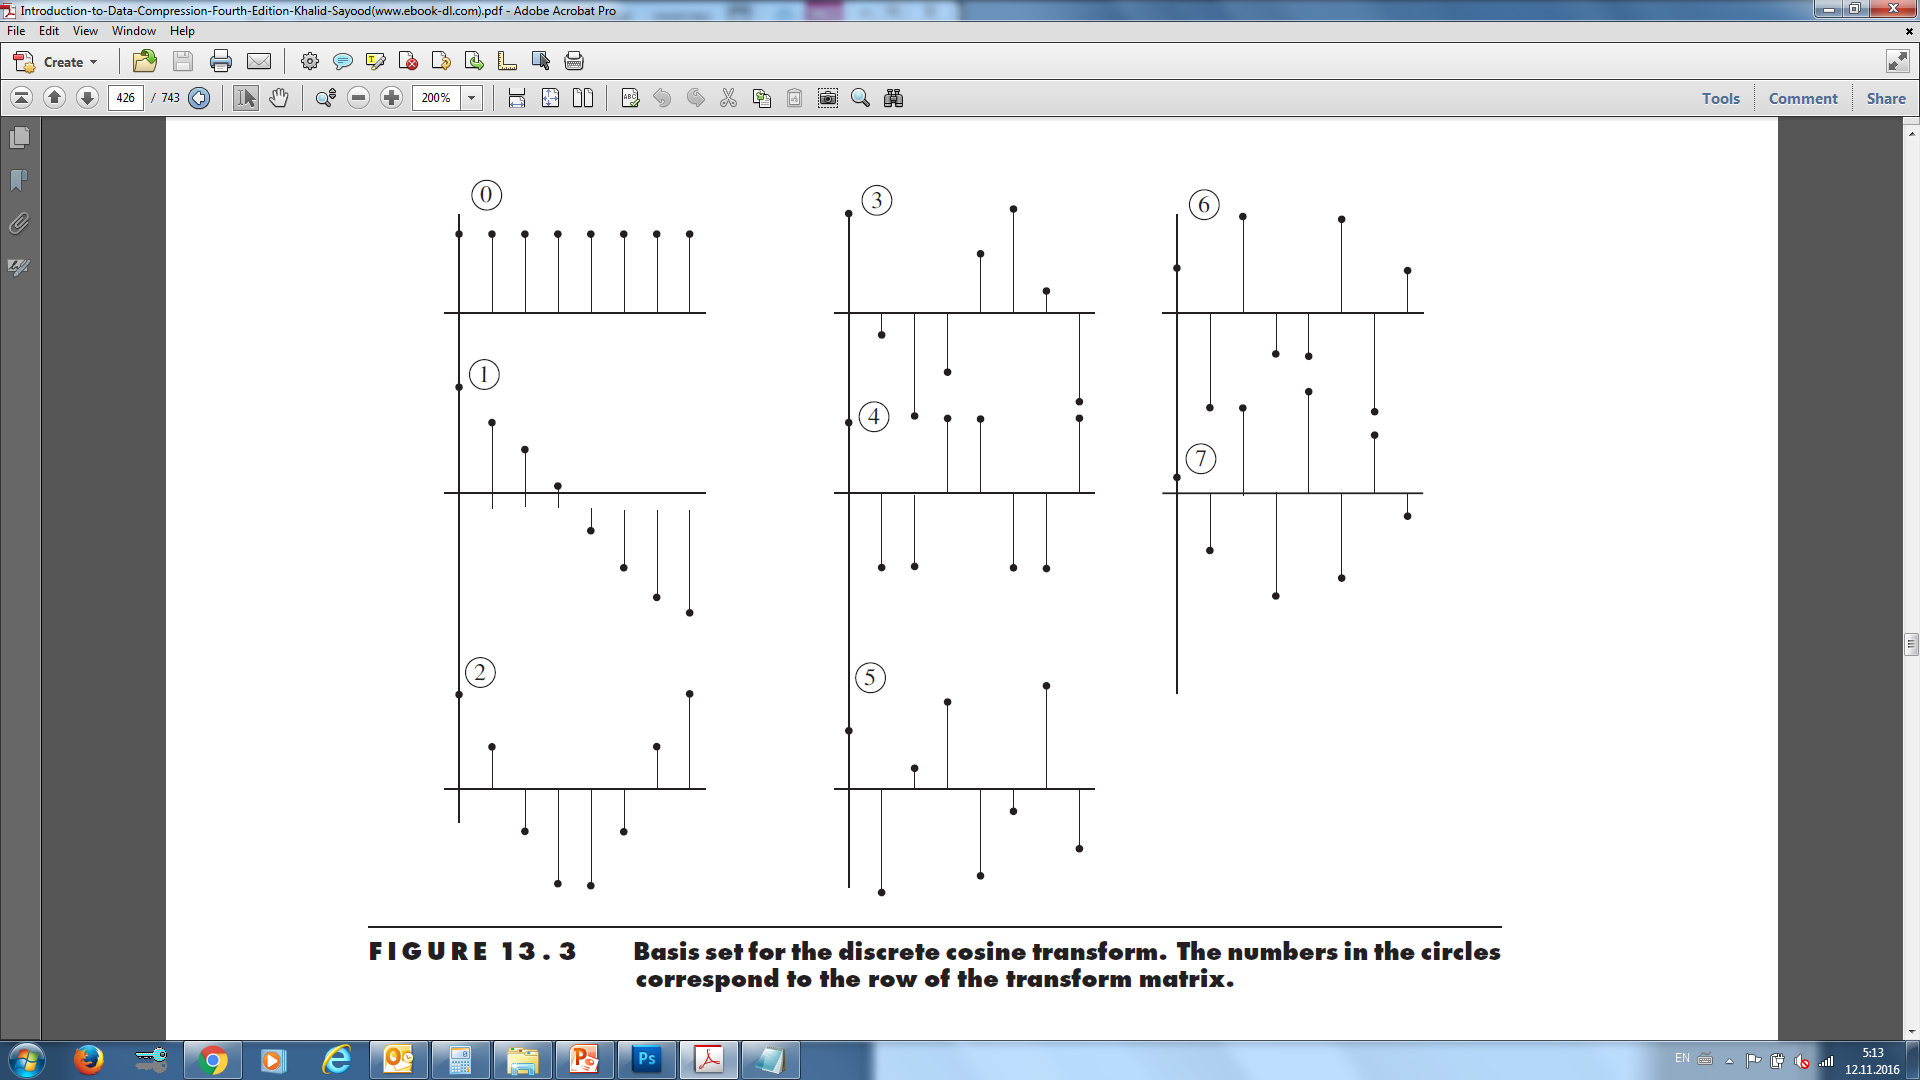 Introduction-to-Data-Compression-Fourth-Edition-Khalid-Sayood(www.ebook-dl.com).pdf - Adobe Acrobat Pro
File Edit View Window Help
Create
426 / 743 200% Tools Comment Share
0
1
2
3
4
5
6
7
FIGURE 13.3 Basis set for the discrete cosine transform. The numbers in the circles
correspond to the row of the transform matrix.
Ps
EN
5:13
12.11.2016